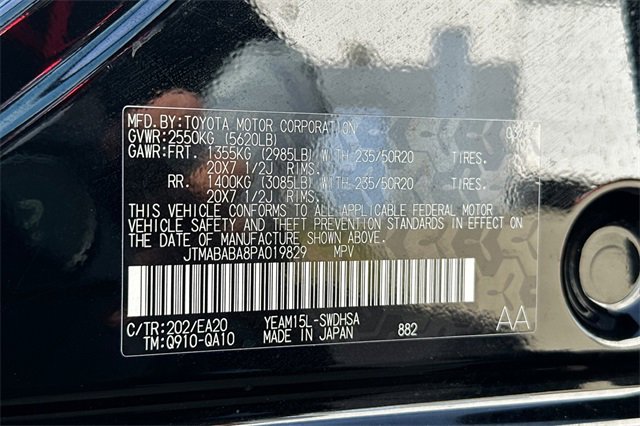 MFD. BY: TOYOTA MOTOR CORPORATION
GVWR: 2550KG (5620LB)
GAWR: FRT. 1355KG (2985LB) WITH 235/50R20 TIRES.
20X7 1/2J RIMS.
RR. 1400KG (3085LB) WITH 235/50R20 TIRES.
20X7 1/2J RIMS.
THIS VEHICLE CONFORMS TO ALL APPLICABLE FEDERAL MOTOR
VEHICLE SAFETY AND THEFT PREVENTION STANDARDS IN EFFECT ON
THE DATE OF MANUFACTURE SHOWN ABOVE.
JTMABABA8PA019829 MPV
C/TR: 202/EA20 YEAM15L-SWDHSA
TM: Q910-QA10 MADE IN JAPAN 882 AA